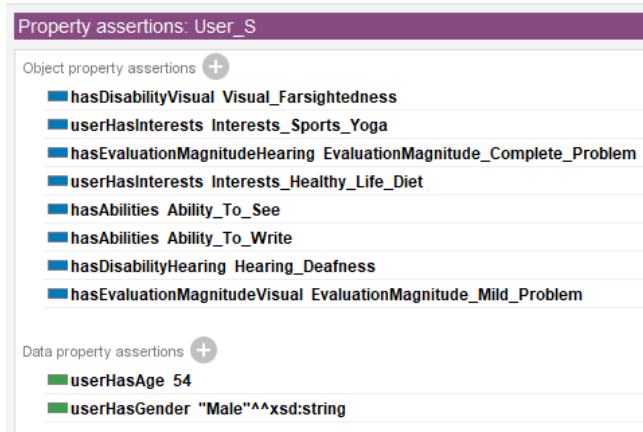 Property assertions: User_S
Object property assertions
hasDisabilityVisual Visual_Farsightedness
userHasInterests Interests_Sports_Yoga
hasEvaluationMagnitudeHearing EvaluationMagnitude_Complete_Problem
userHasInterests Interests_Healthy_Life_Diet
hasAbilities Ability_To_See
hasAbilities Ability_To_Write
hasDisabilityHearing Hearing_Deafness
hasEvaluationMagnitudeVisual EvaluationMagnitude_Mild_Problem
Data property assertions
userHasAge 54
userHasGender "Male"^^xsd:string